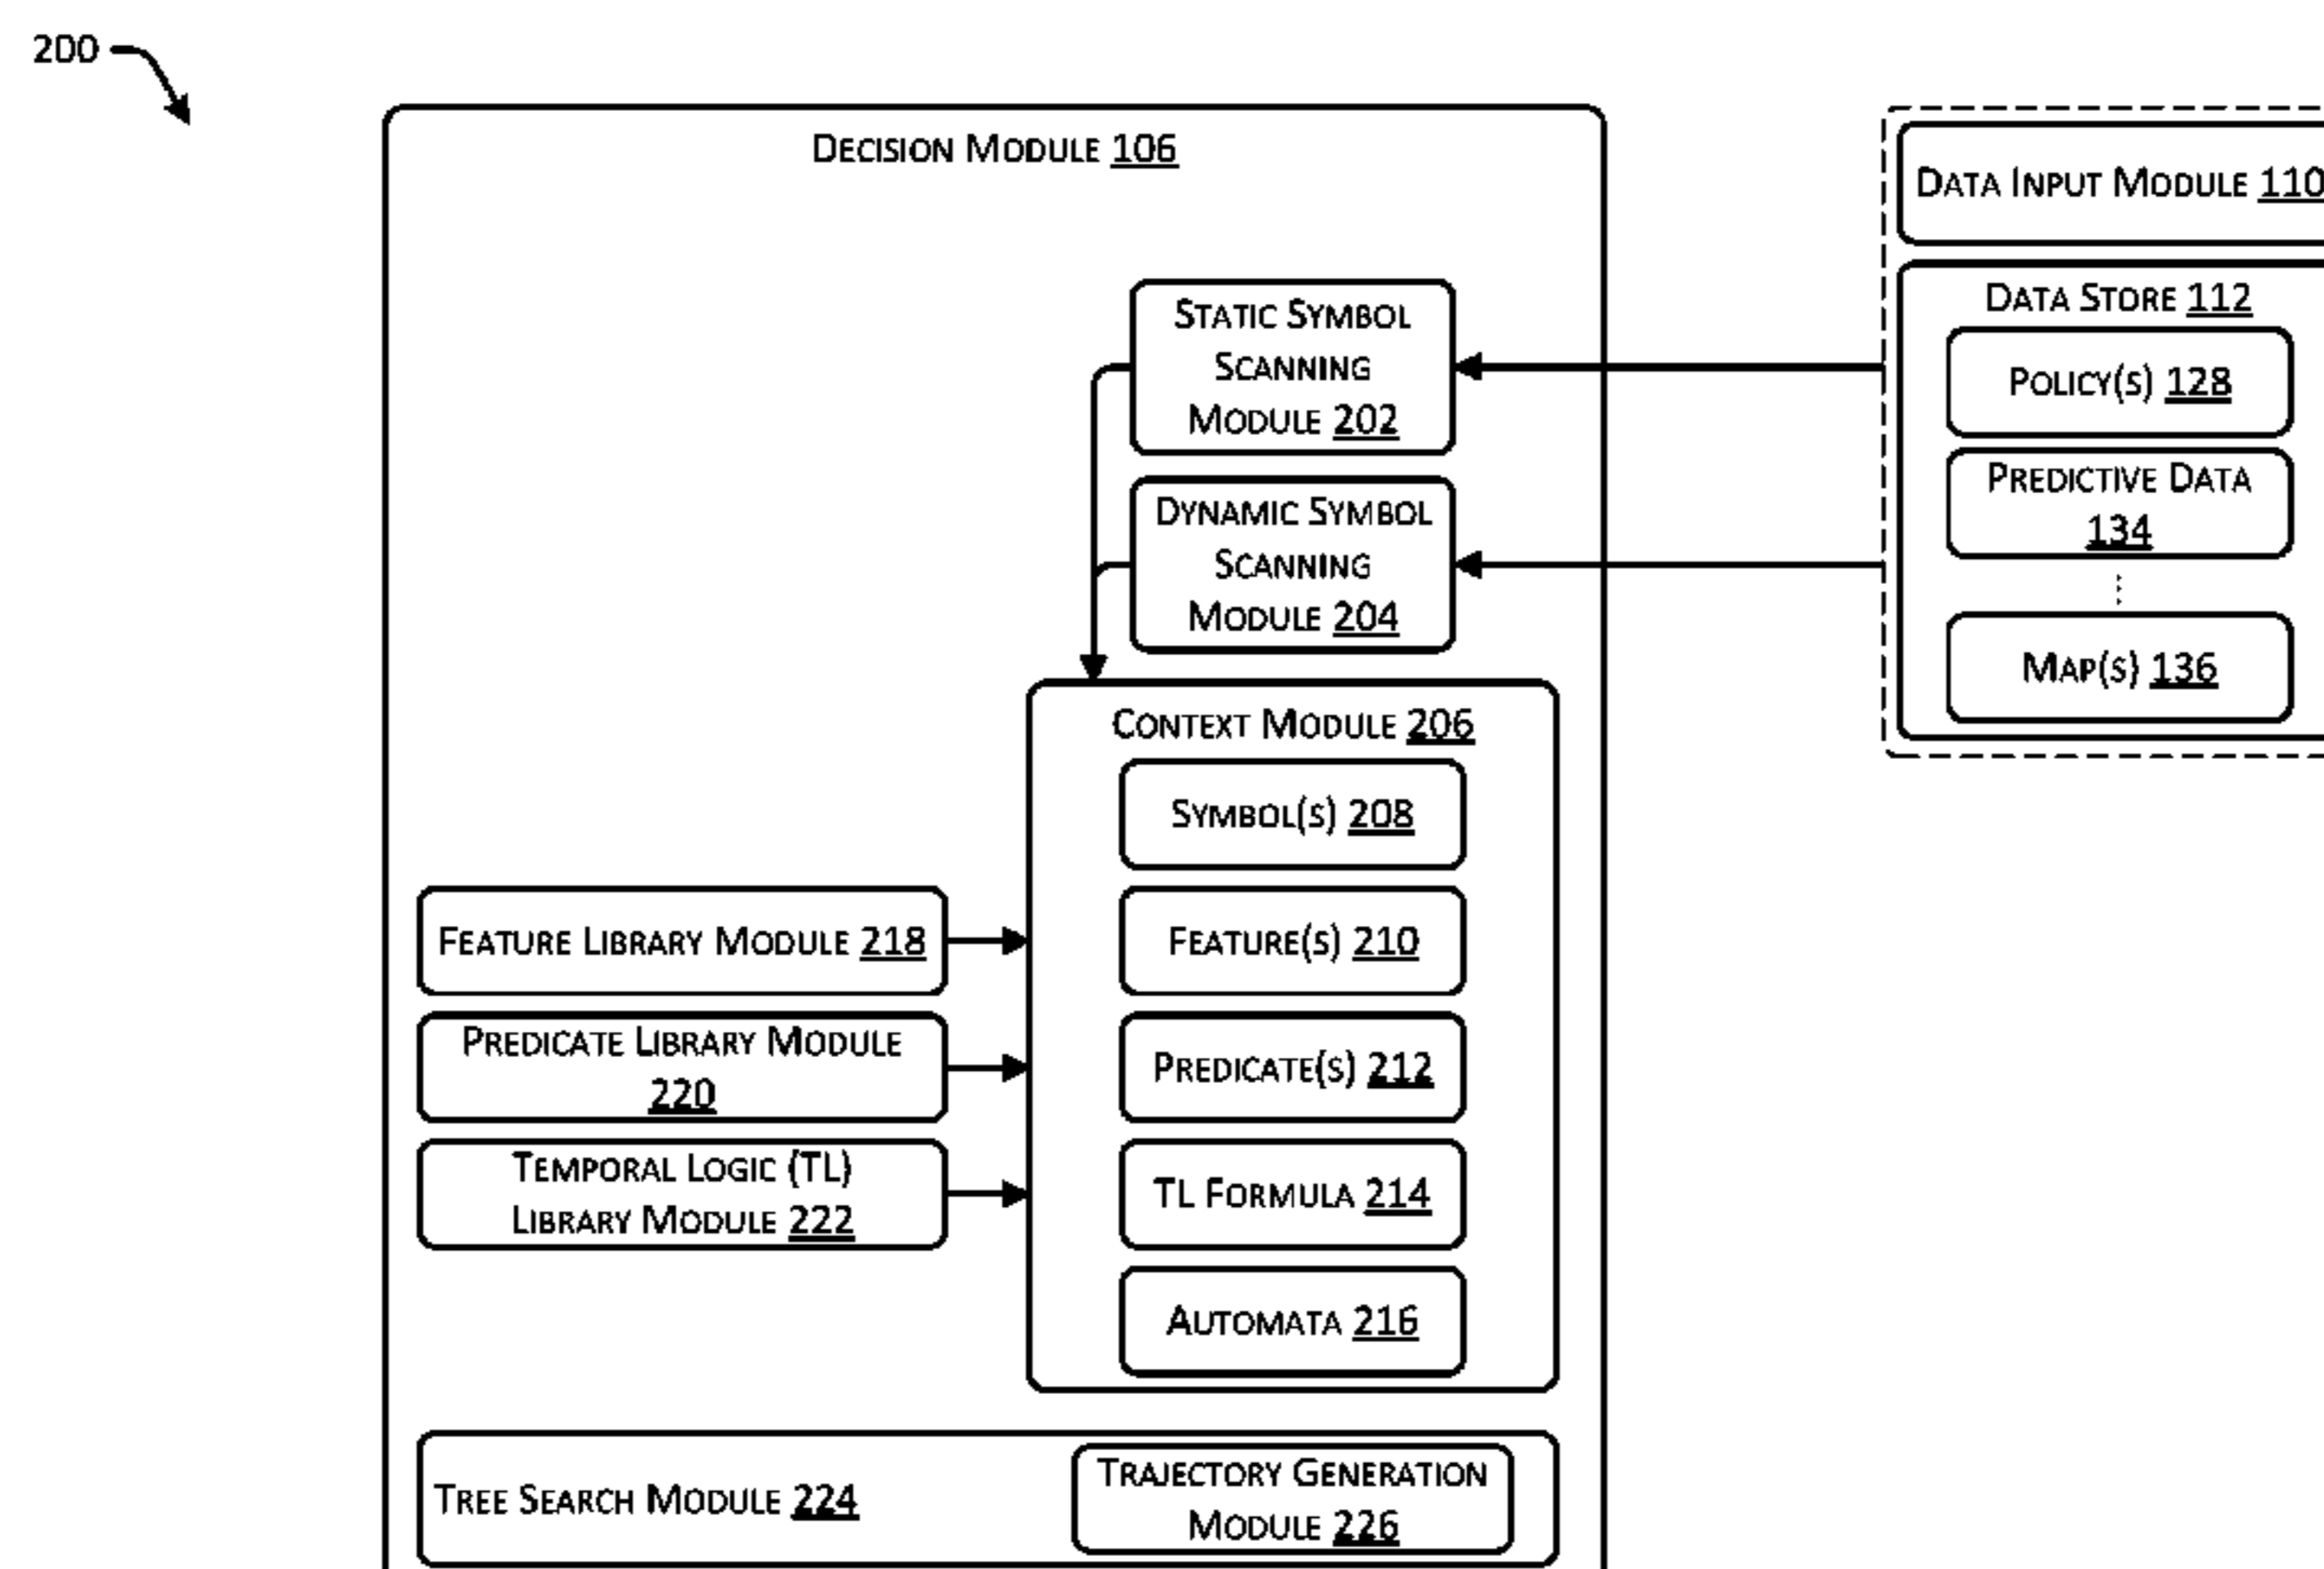 200
DECISION MODULE 106
DATA INPUT MODULE 110
STATIC SYMBOL
SCANNING
MODULE 202
DATA STORE 112
POLICY(S) 128
PREDICTIVE DATA
134
DYNAMIC SYMBOL
SCANNING
MODULE 204
MAP(S) 136
CONTEXT MODULE 206
SYMBOL(S) 208
FEATURE LIBRARY MODULE 218
FEATURE(S) 210
PREDICATE LIBRARY MODULE
220
PREDICATE(S) 212
TEMPORAL LOGIC (TL)
LIBRARY MODULE 222
TL FORMULA 214
AUTOMATA 216
TREE SEARCH MODULE 224
TRAJECTORY GENERATION
MODULE 226